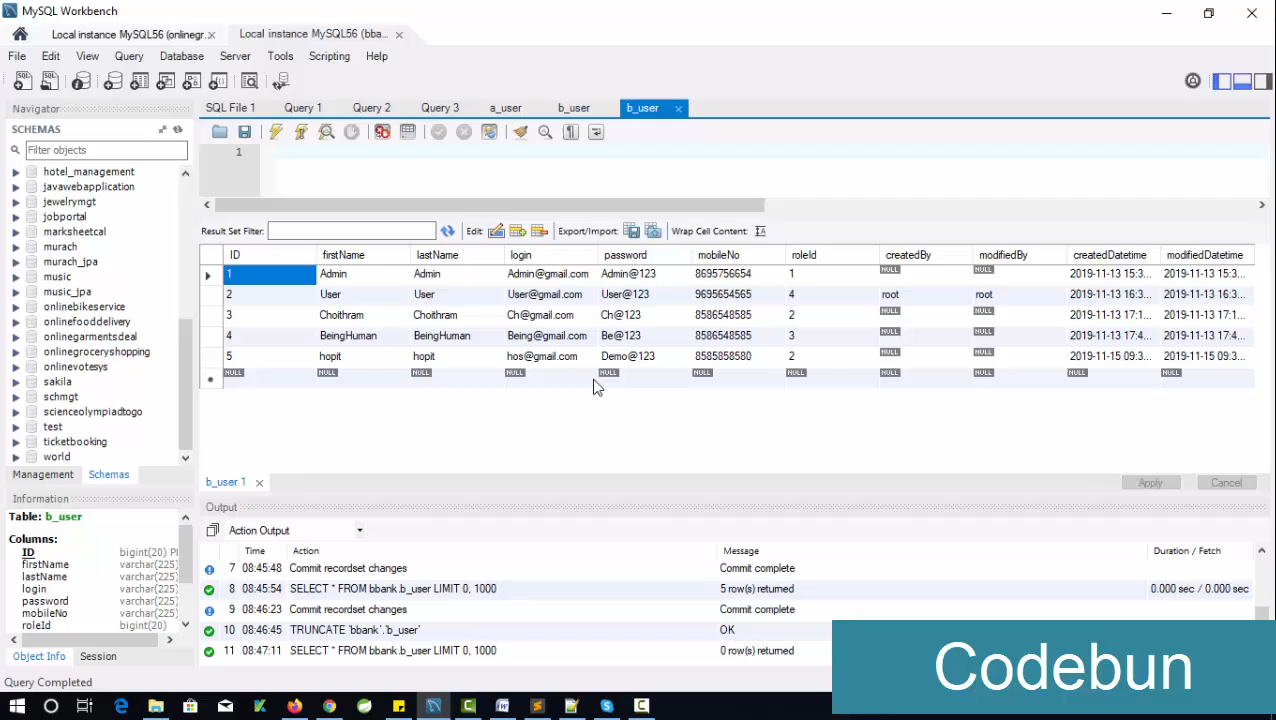 MySQL Workbench
Local instance MySQL56 (onlinegr... Local instance MySQL56 (bba...
File Edit View Query Database Server Tools Scripting Help
Navigator
SCHEMAS
Filter objects
hotel_management
javawebapplication
jewelrymgt
jobportal
marksheetcal
murach
murach_jpa
music
music_jpa
onlinebikeservice
onlinefooddelivery
onlinegarmentsdeal
onlinegroceryshopping
onlinevotesys
sakila
schmgt
scienceolympiadtogo
test
ticketbooking
world
Management Schemas
Information
Table: b_user
Columns:
ID bigint(20) P
firstName varchar(225)
lastName varchar(225)
login varchar(225)
password varchar(225)
mobileNo varchar(225)
roleId bigint(20)
Object Info Session
SQL File 1 Query 1 Query 2 Query 3 a_user b_user b_user
1
Result Set Filter: Edit: Export/Import: Wrap Cell Content:
ID firstName lastName login password mobileNo roleId createdBy modifiedBy createdDatetime modifiedDatetime
1 Admin Admin Admin@gmail.com Admin@123 8695756654 1 NULL NULL 2019-11-13 15:3... 2019-11-13 15:3...
2 User User User@gmail.com User@123 9695654565 4 root root 2019-11-13 16:3... 2019-11-13 16:3...
3 Choithram Choithram Ch@gmail.com Ch@123 8586548585 2 NULL NULL 2019-11-13 17:1... 2019-11-13 17:1...
4 BeingHuman BeingHuman Being@gmail.com Be@123 8586548585 3 NULL NULL 2019-11-13 17:4... 2019-11-13 17:4...
5 hopit hopit hos@gmail.com Demo@123 8585858580 2 NULL NULL 2019-11-15 09:3... 2019-11-15 09:3...
NULL NULL NULL NULL NULL NULL NULL NULL NULL NULL NULL
b_user 1 Apply Cancel
Output
Action Output
Time Action Message Duration / Fetch
7 08:45:48 Commit recordset changes Commit complete
8 08:45:54 SELECT * FROM bbank.b_user LIMIT 0, 1000 5 row(s) returned 0.000 sec / 0.000 sec
9 08:46:23 Commit recordset changes Commit complete
10 08:46:45 TRUNCATE `bbank`.`b_user` OK
11 08:47:11 SELECT * FROM bbank.b_user LIMIT 0, 1000 0 row(s) returned
Query Completed
Codebun